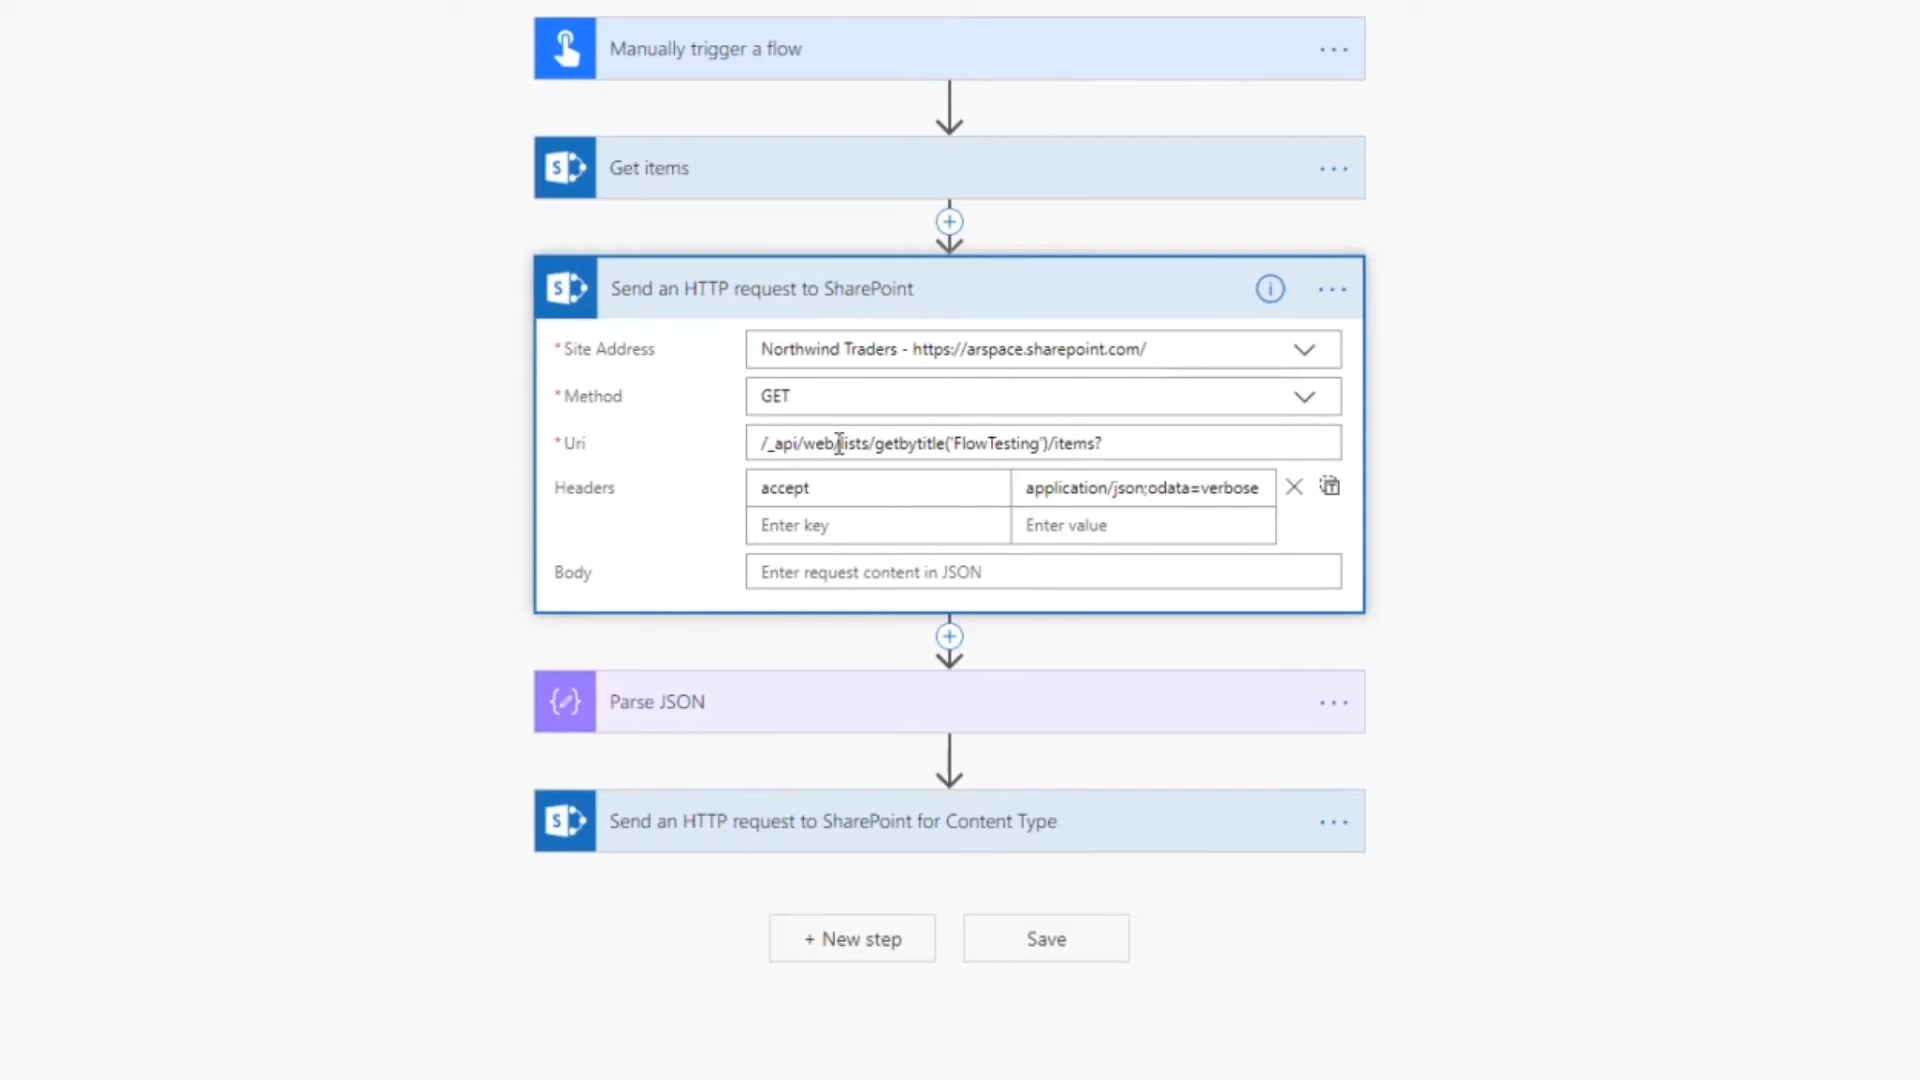 Manually trigger a flow
Get items
Send an HTTP request to SharePoint
* Site Address
Northwind Traders - https://arspace.sharepoint.com/
* Method
GET
* Uri
/_api/web/lists/getbytitle('FlowTesting')/items?
Headers
accept
application/json;odata=verbose
Enter key
Enter value
Body
Enter request content in JSON
Parse JSON
Send an HTTP request to SharePoint for Content Type
+ New step
Save